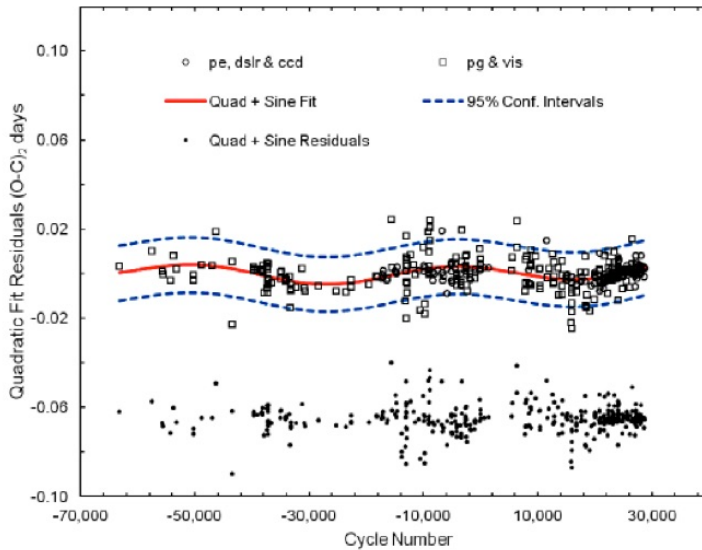 0.10
0.06
0.02
-0.02
-0.06
-0.10
Quadratic Fit Residuals (O-C)₂ days
pe, dslr & ccd
pg & vis
Quad + Sine Fit
95% Conf. Intervals
Quad + Sine Residuals
-70,000 -50,000 -30,000 -10,000 10,000 30,000
Cycle Number